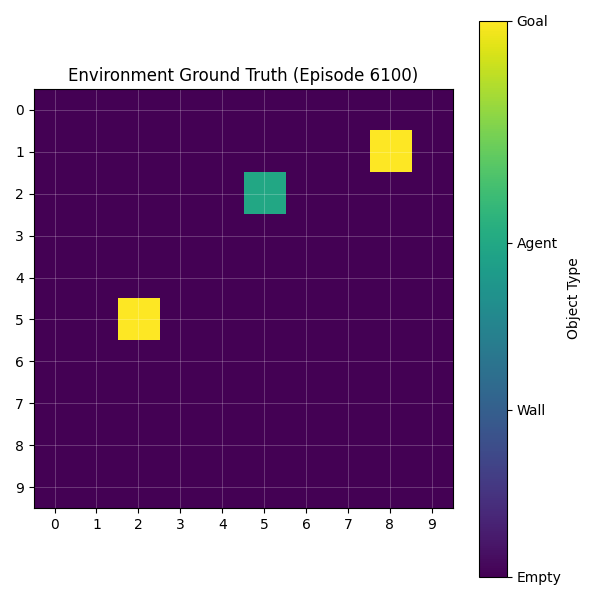 Environment Ground Truth (Episode 6100)
0
1
2
3
4
5
6
7
8
9
0 1 2 3 4 5 6 7 8 9
Goal
Agent
Wall
Empty
Object Type